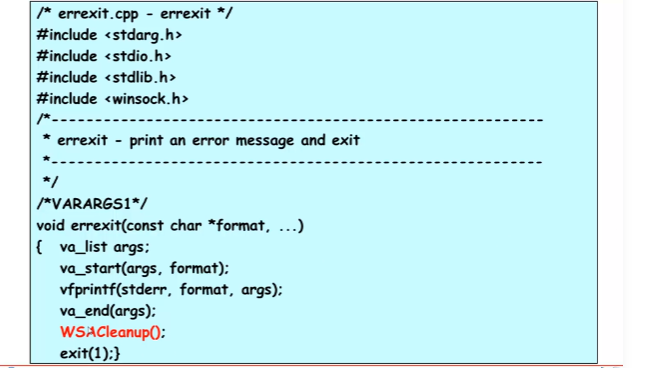 /* errexit.cpp - errexit */
#include <stdarg.h>
#include <stdio.h>
#include <stdlib.h>
#include <winsock.h>
/*---------------------------------------------------------
* errexit - print an error message and exit
*---------------------------------------------------------
*/
/*VARARGS1*/
void errexit(const char *format, ...)
{ va_list args;
va_start(args, format);
vfprintf(stderr, format, args);
va_end(args);
WSACleanup();
exit(1);}